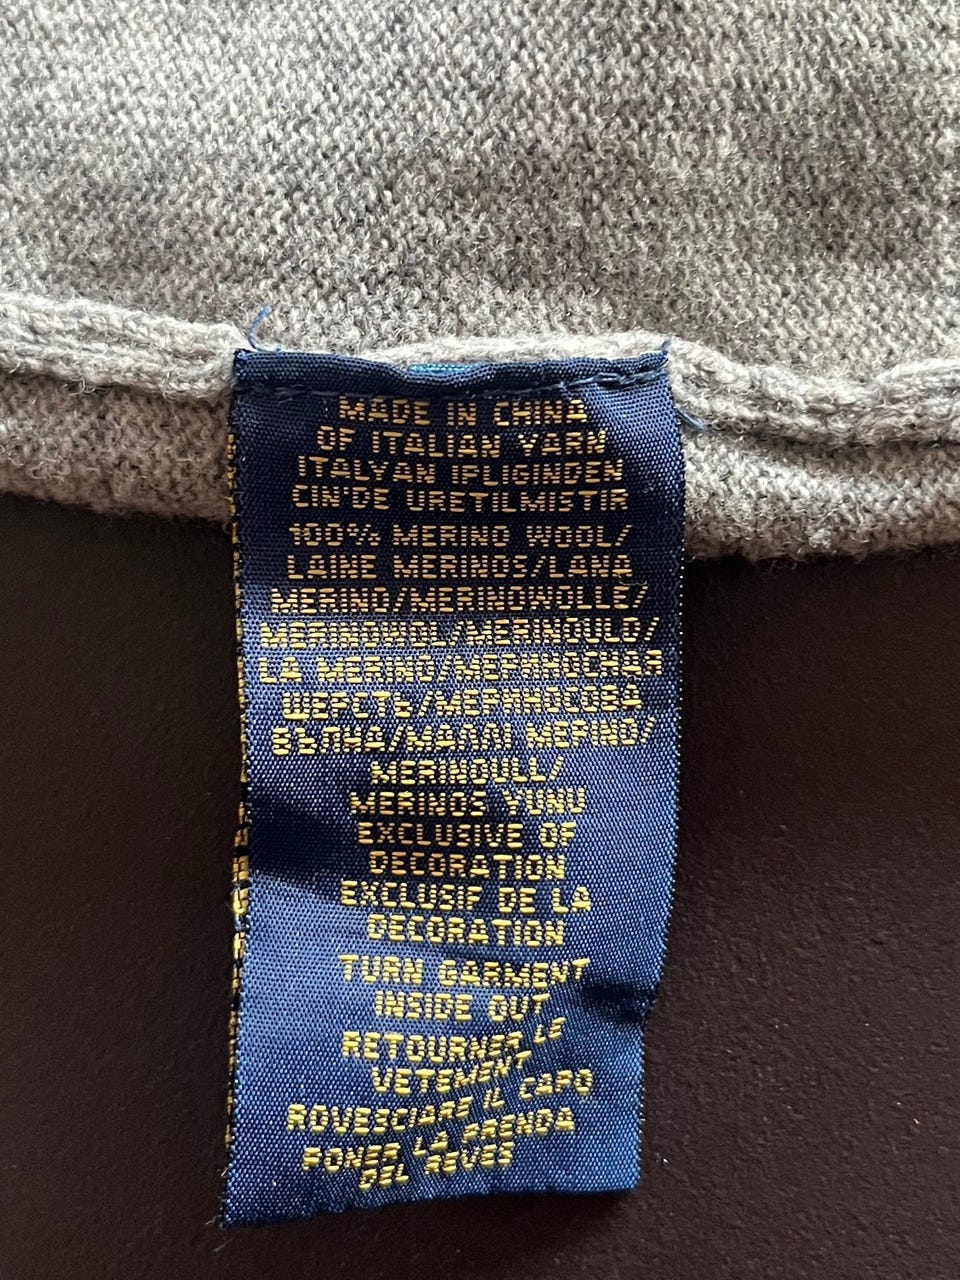 MADE IN CHINA
OF ITALIAN YARN
ITALYAN IPLIGINDEN
CIN'DE URETILMISTIR
100% MERINO WOOL/
LAINE MERINOS/LANA
MERINO/MERINOWOLLE/
MERINOWOL/MERINOULD/
LA MERINO/МЕРИНОСНАЯ
ШЕРСТЬ/МЕРИНОСОВА
ВЪЛНА/ΜΑΛΛΙ MERINO/
MERINOULL/
MERINOS YUNU
EXCLUSIVE OF
DECORATION
EXCLUSIF DE LA
DECORATION
TURN GARMENT
INSIDE OUT
RETOURNER LE
VETEMENT
ROVESCIARE IL CAPO
PONER LA PRENDA
DEL REVES